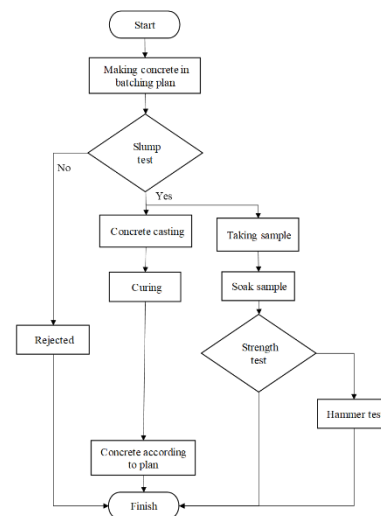 Start
Making concrete in
batching plan
Slump
test
No
Yes
Concrete casting
Taking sample
Curing
Soak sample
Strength
test
Rejected
Hammer test
Concrete according
to plan
Finish